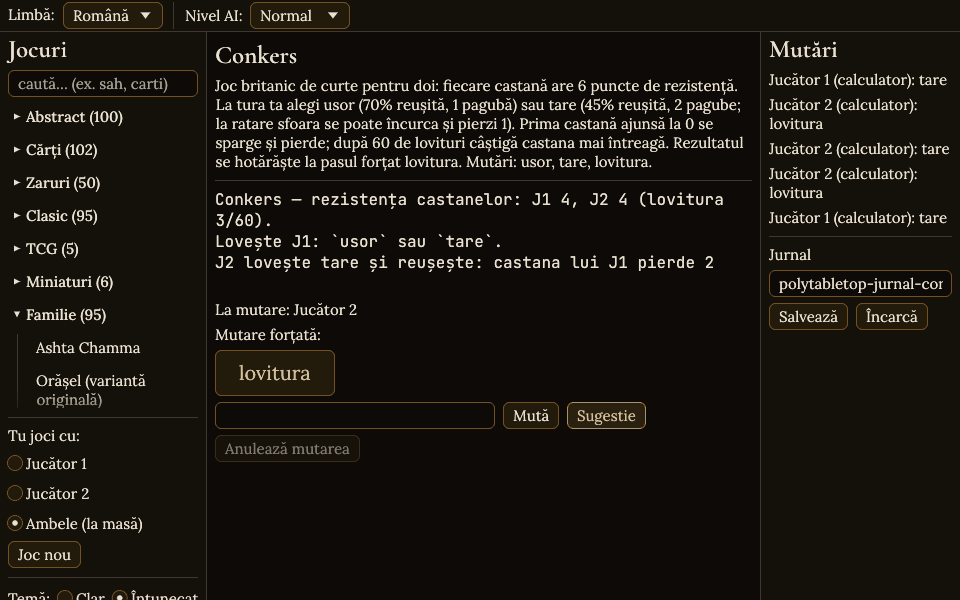 Limbă: Română ▼ Nivel AI: Normal ▼
Jocuri
caută... (ex. sah, carti)
▸ Abstract (100)
▸ Cărți (102)
▸ Zaruri (50)
▸ Clasic (95)
▸ TCG (5)
▸ Miniaturi (6)
▾ Familie (95)
Ashta Chamma
Orășel (variantă
originală)
Tu joci cu:
Jucător 1
Jucător 2
Ambele (la masă)
Joc nou
Temă: Clar Întunecat
Conkers
Joc britanic de curte pentru doi: fiecare castană are 6 puncte de rezistență.
La tura ta alegi usor (70% reușită, 1 pagubă) sau tare (45% reușită, 2 pagube;
la ratare sfoara se poate încurca și pierzi 1). Prima castană ajunsă la 0 se
sparge și pierde; după 60 de lovituri câștigă castana mai întreagă. Rezultatul
se hotărăște la pasul forțat lovitura. Mutări: usor, tare, lovitura.
Conkers — rezistența castanelor: J1 4, J2 4 (lovitura
3/60).
Lovește J1: `usor` sau `tare`.
J2 lovește tare și reușește: castana lui J1 pierde 2
La mutare: Jucător 2
Mutare forțată:
lovitura
Mută Sugestie
Anulează mutarea
Mutări
Jucător 1 (calculator): tare
Jucător 2 (calculator):
lovitura
Jucător 2 (calculator): tare
Jucător 2 (calculator):
lovitura
Jucător 1 (calculator): tare
Jurnal
polytabletop-jurnal-cor
Salvează Încarcă